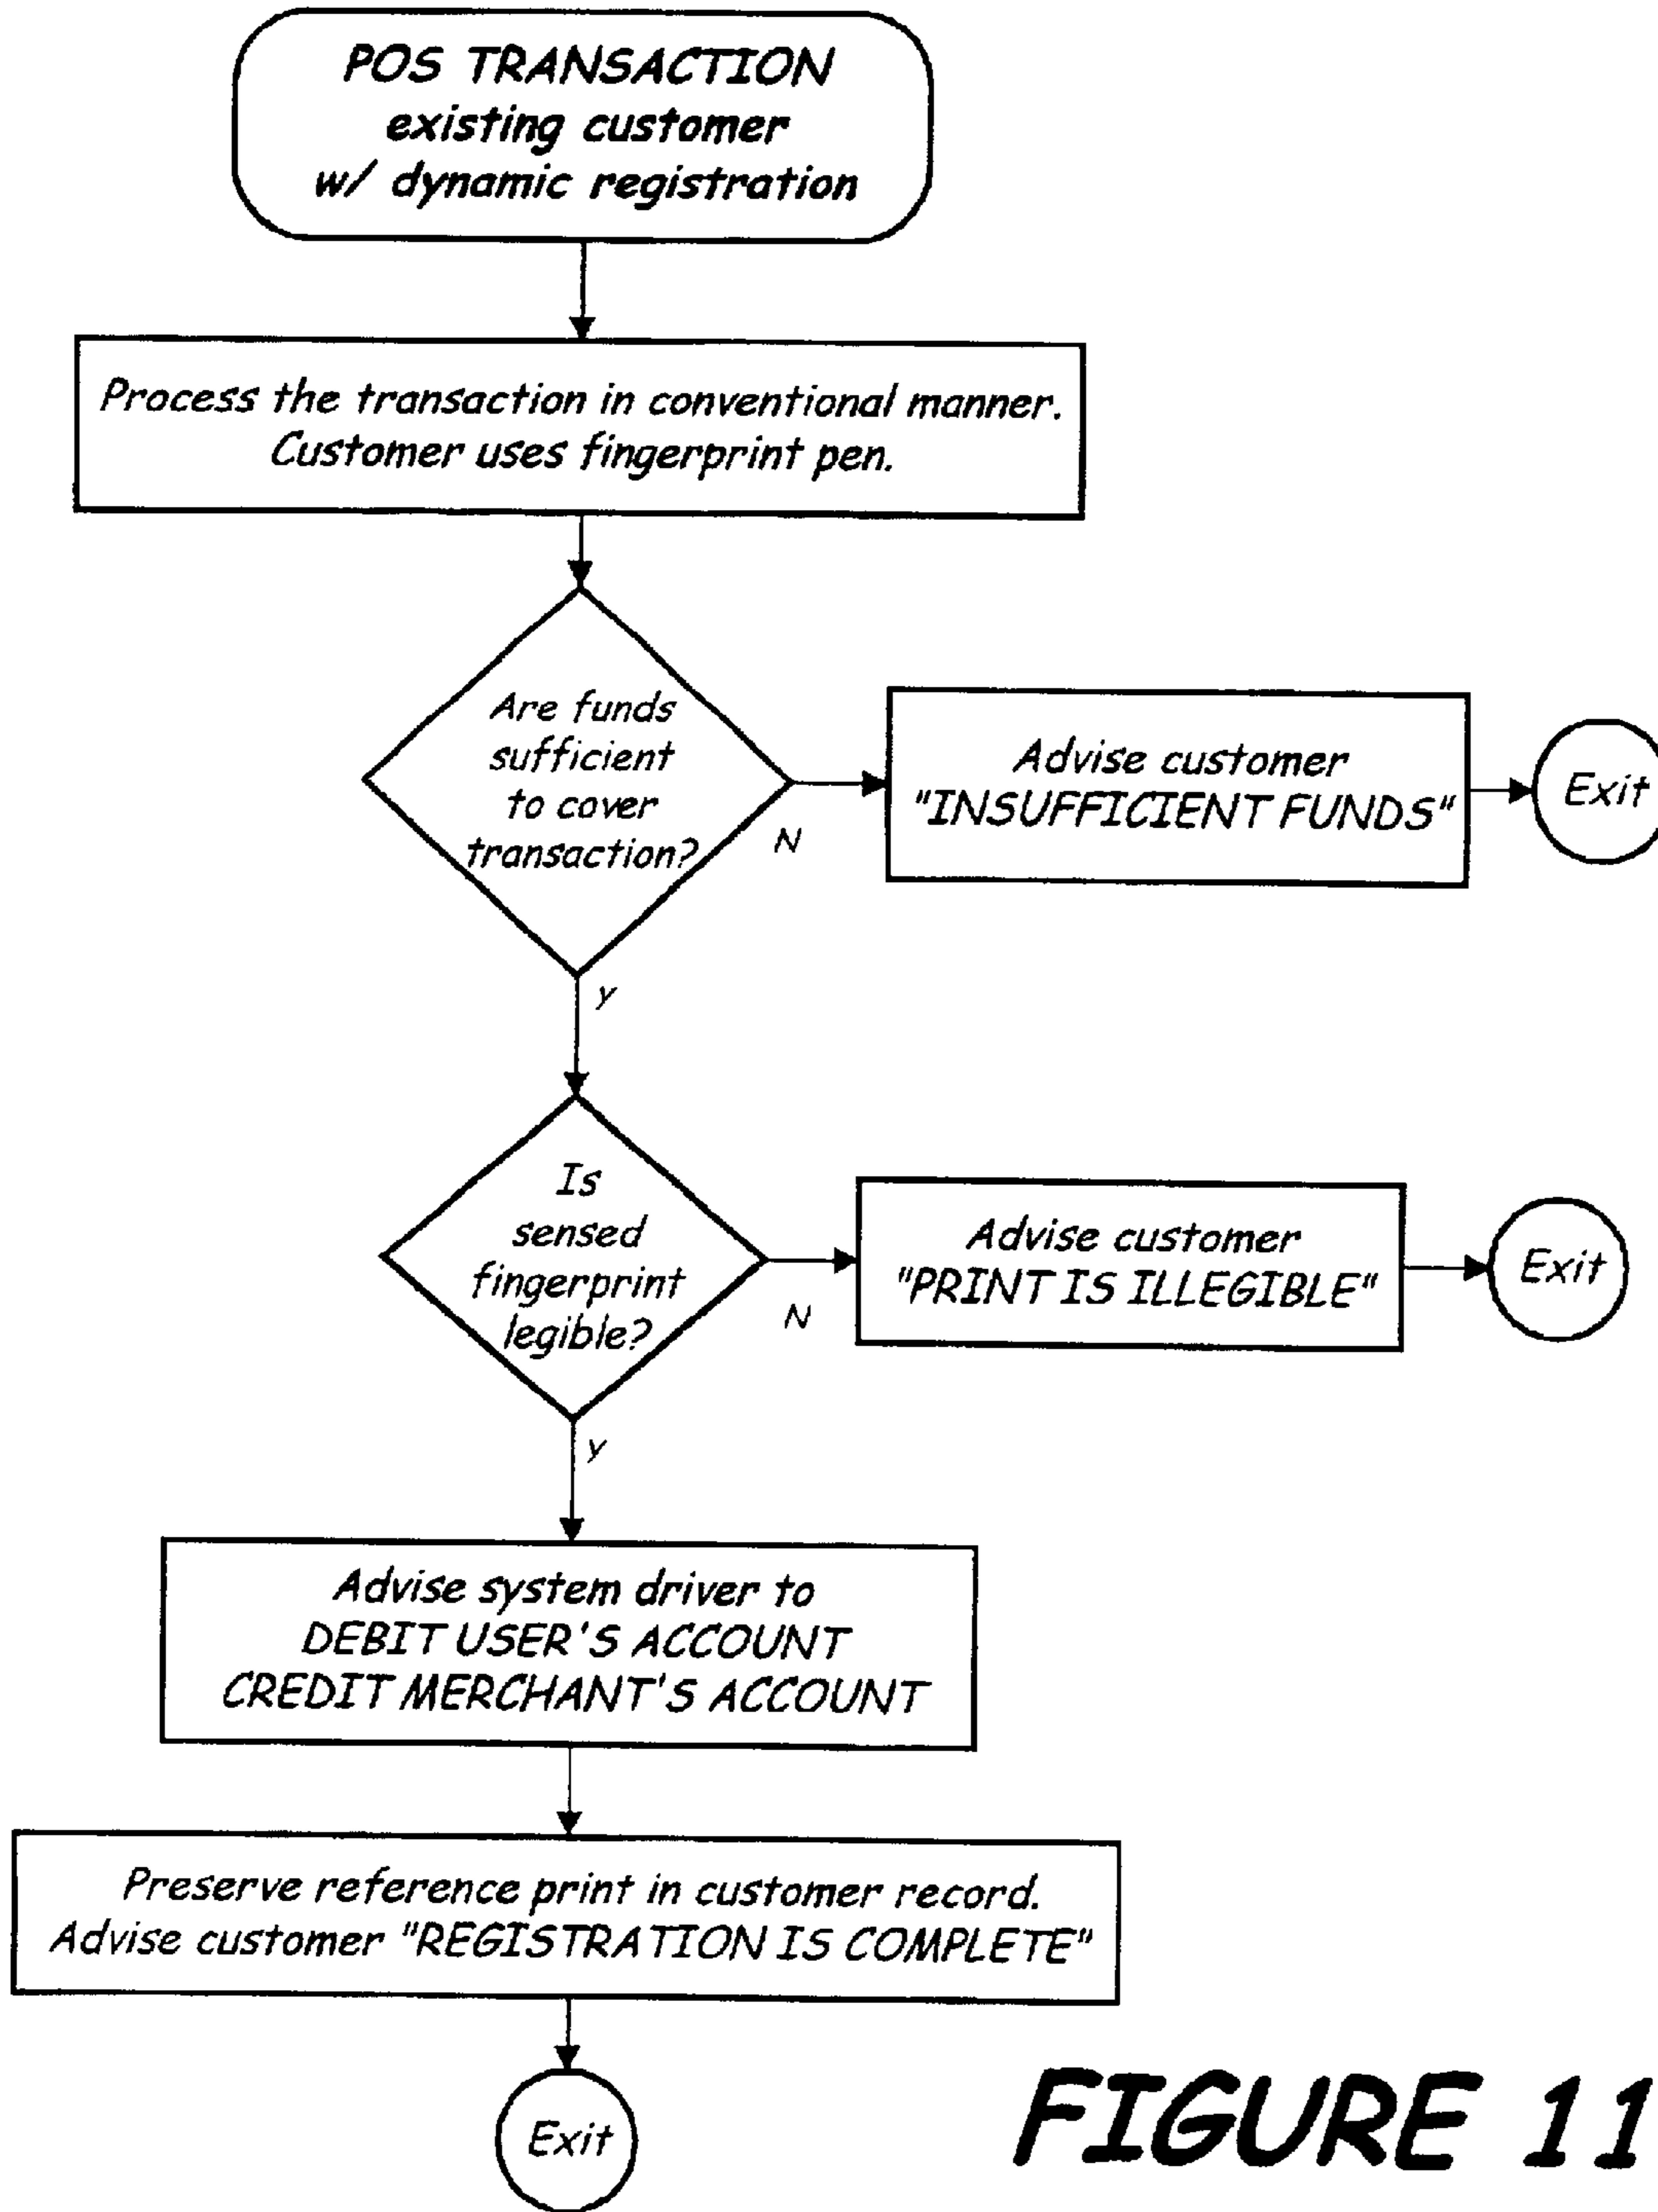 POS TRANSACTION
existing customer
w/ dynamic registration
Process the transaction in conventional manner.
Customer uses fingerprint pen.
Are funds
sufficient
to cover
transaction?
N
Advise customer
"INSUFFICIENT FUNDS"
Exit
Y
Is
sensed
fingerprint
legible?
N
Advise customer
"PRINT IS ILLEGIBLE"
Exit
Y
Advise system driver to
DEBIT USER'S ACCOUNT
CREDIT MERCHANT'S ACCOUNT
Preserve reference print in customer record.
Advise customer "REGISTRATION IS COMPLETE"
Exit
FIGURE 11